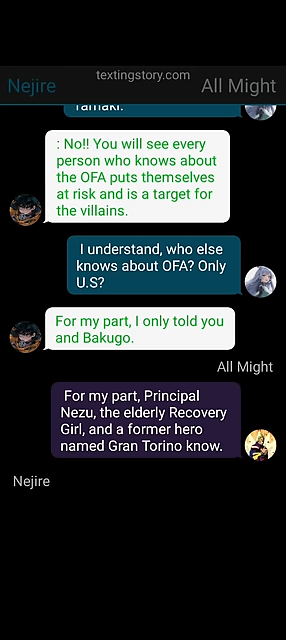 textingstory.com
Nejire
All Might
Tamaki.
: No!! You will see every
person who knows about
the OFA puts themselves
at risk and is a target for
the villains.
I understand, who else
knows about OFA? Only
U.S?
For my part, I only told you
and Bakugo.
All Might
For my part, Principal
Nezu, the elderly Recovery
Girl, and a former hero
named Gran Torino know.
Nejire